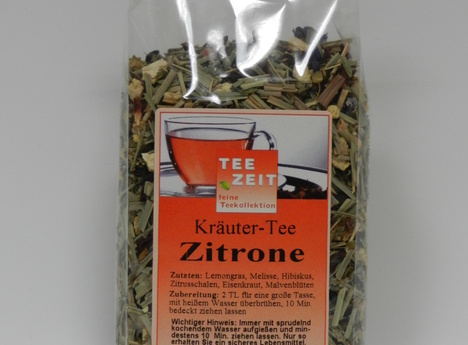 TEE
ZEIT
feine
Teekollektion
Kräuter-Tee
Zitrone
Zutaten: Lemongras, Melisse, Hibiskus,
Zitrusschalen, Eisenkraut, Malvenblüten
Zubereitung: 2 TL für eine große Tasse,
mit heißem Wasser überbrühen, 10 Min.
bedeckt ziehen lassen
Wichtiger Hinweis: Immer mit sprudelnd
kochendem Wasser aufgießen und min-
destens 10 Min. ziehen lassen. Nur so
erhalten Sie ein sicheres Lebensmittel.